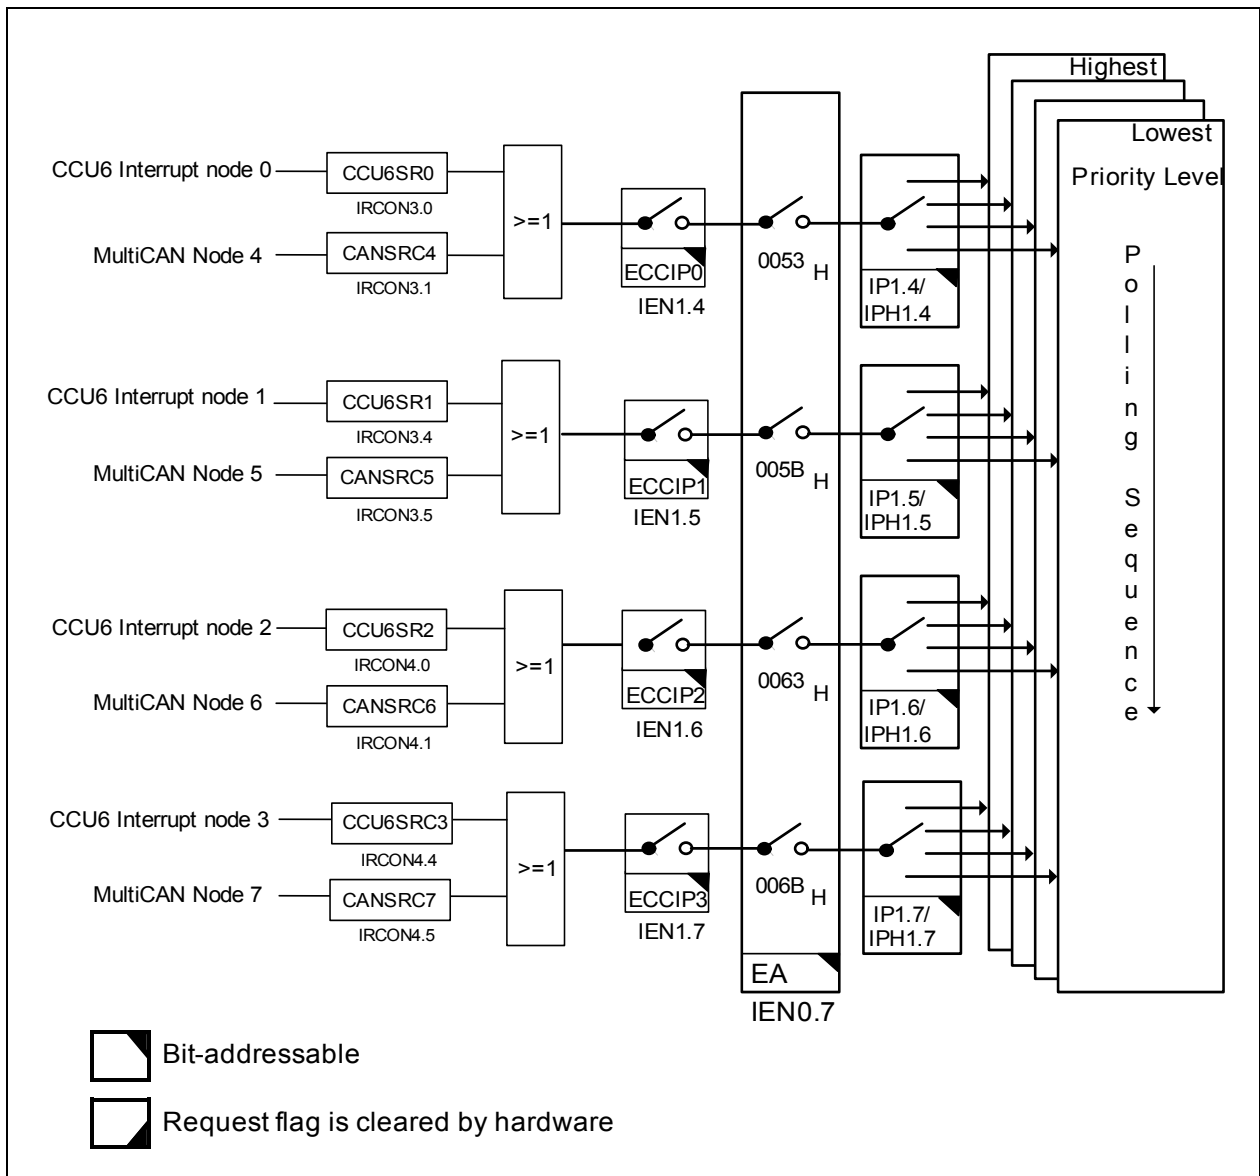 Highest
Lowest
Priority Level
Polling Sequence
CCU6 Interrupt node 0
CCU6SR0
IRCON3.0
MultiCAN Node 4
CANSRC4
IRCON3.1
>=1
ECCIP0
IEN1.4
0053 H
IP1.4/
IPH1.4
CCU6 Interrupt node 1
CCU6SR1
IRCON3.4
MultiCAN Node 5
CANSRC5
IRCON3.5
>=1
ECCIP1
IEN1.5
005B H
IP1.5/
IPH1.5
CCU6 Interrupt node 2
CCU6SR2
IRCON4.0
MultiCAN Node 6
CANSRC6
IRCON4.1
>=1
ECCIP2
IEN1.6
0063 H
IP1.6/
IPH1.6
CCU6 Interrupt node 3
CCU6SRC3
IRCON4.4
MultiCAN Node 7
CANSRC7
IRCON4.5
>=1
ECCIP3
IEN1.7
006B H
IP1.7/
IPH1.7
EA
IEN0.7
Bit-addressable
Request flag is cleared by hardware